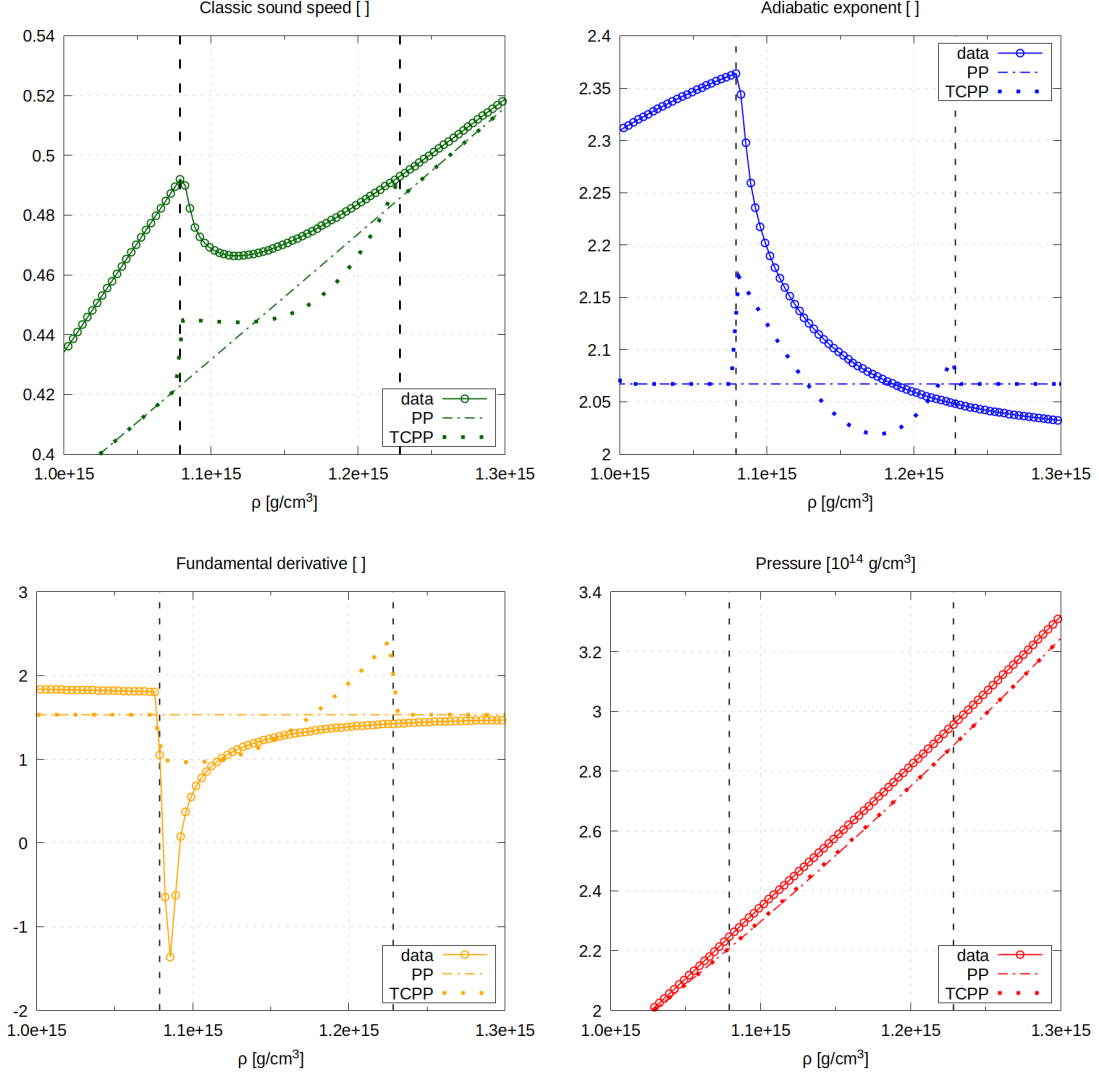 Classic sound speed [ ]
0.54
0.52
0.5
0.48
0.46
0.44
0.42
0.4
data
PP
TCPP
1.0e+15
1.1e+15
1.2e+15
1.3e+15
ρ [g/cm³]
Adiabatic exponent [ ]
2.4
2.35
2.3
2.25
2.2
2.15
2.1
2.05
2
data
PP
TCPP
1.0e+15
1.1e+15
1.2e+15
1.3e+15
ρ [g/cm³]
Fundamental derivative [ ]
3
2
1
0
-1
-2
data
PP
TCPP
1.0e+15
1.1e+15
1.2e+15
1.3e+15
ρ [g/cm³]
Pressure [10¹⁴ g/cm³]
3.4
3.2
3
2.8
2.6
2.4
2.2
2
data
PP
TCPP
1.0e+15
1.1e+15
1.2e+15
1.3e+15
ρ [g/cm³]